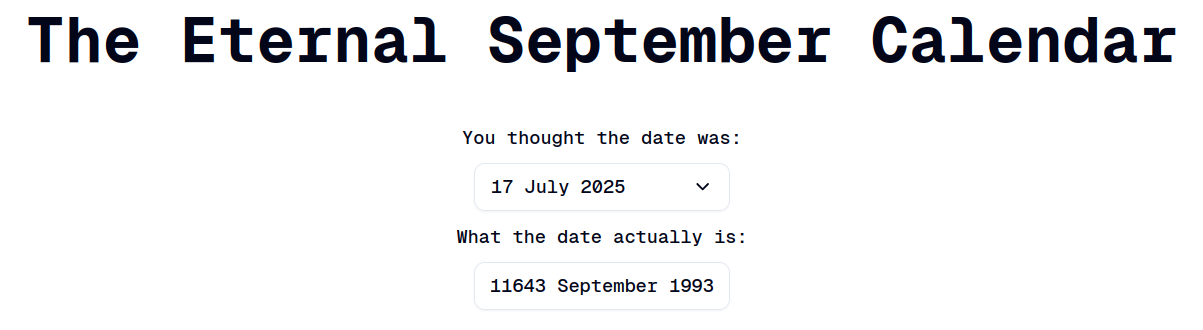 The Eternal September Calendar
You thought the date was:
17 July 2025
What the date actually is:
11643 September 1993